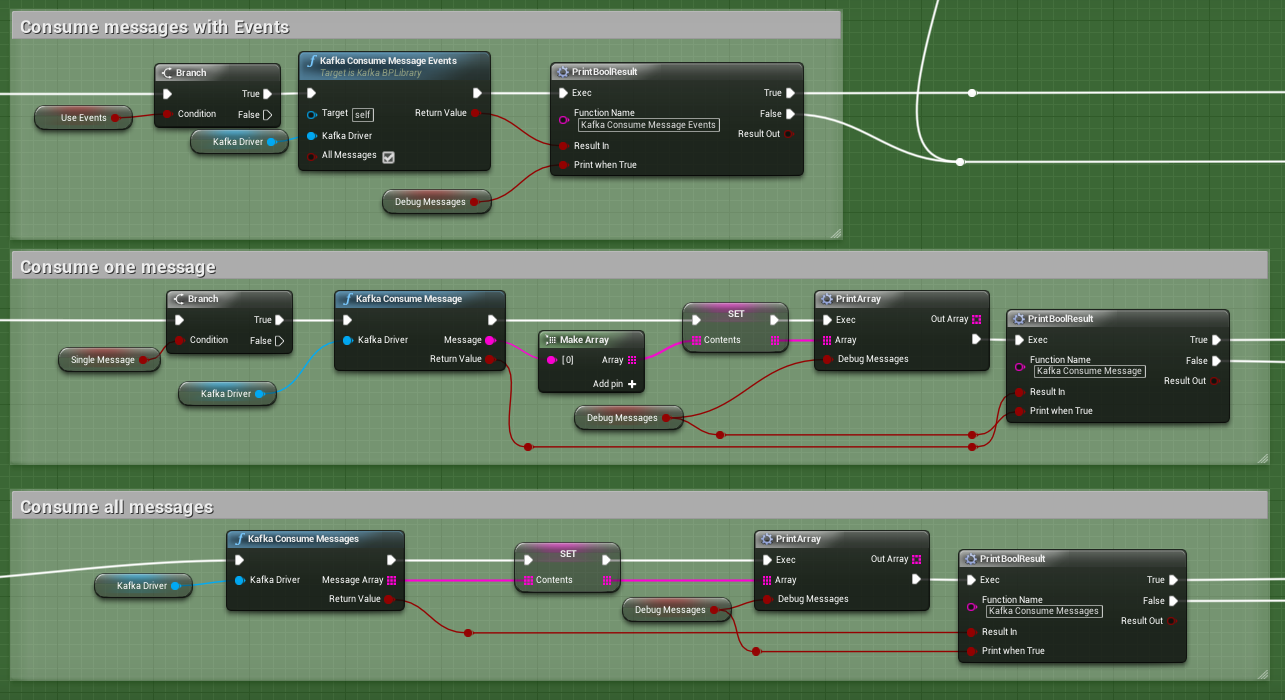 Consume messages with Events
Branch
True
Condition
False
Use Events
Kafka Driver
Kafka Consume Message Events
Target is Kafka BPLibrary
Target self
Return Value
Kafka Driver
All Messages
Debug Messages
PrintBoolResult
Exec
True
Function Name
False
Kafka Consume Message Events
Result Out
Result In
Print when True
Consume one message
Branch
True
Condition
False
Single Message
Kafka Driver
Kafka Consume Message
Kafka Driver
Message
Return Value
Make Array
[0]
Array
Add pin
SET
Contents
Debug Messages
PrintArray
Exec
Out Array
Array
Debug Messages
PrintBoolResult
Exec
True
Function Name
False
Kafka Consume Message
Result Out
Result In
Print when True
Consume all messages
Kafka Driver
Kafka Consume Messages
Kafka Driver
Message Array
Return Value
SET
Contents
Debug Messages
PrintArray
Exec
Out Array
Array
Debug Messages
PrintBoolResult
Exec
True
Function Name
False
Kafka Consume Messages
Result Out
Result In
Print when True